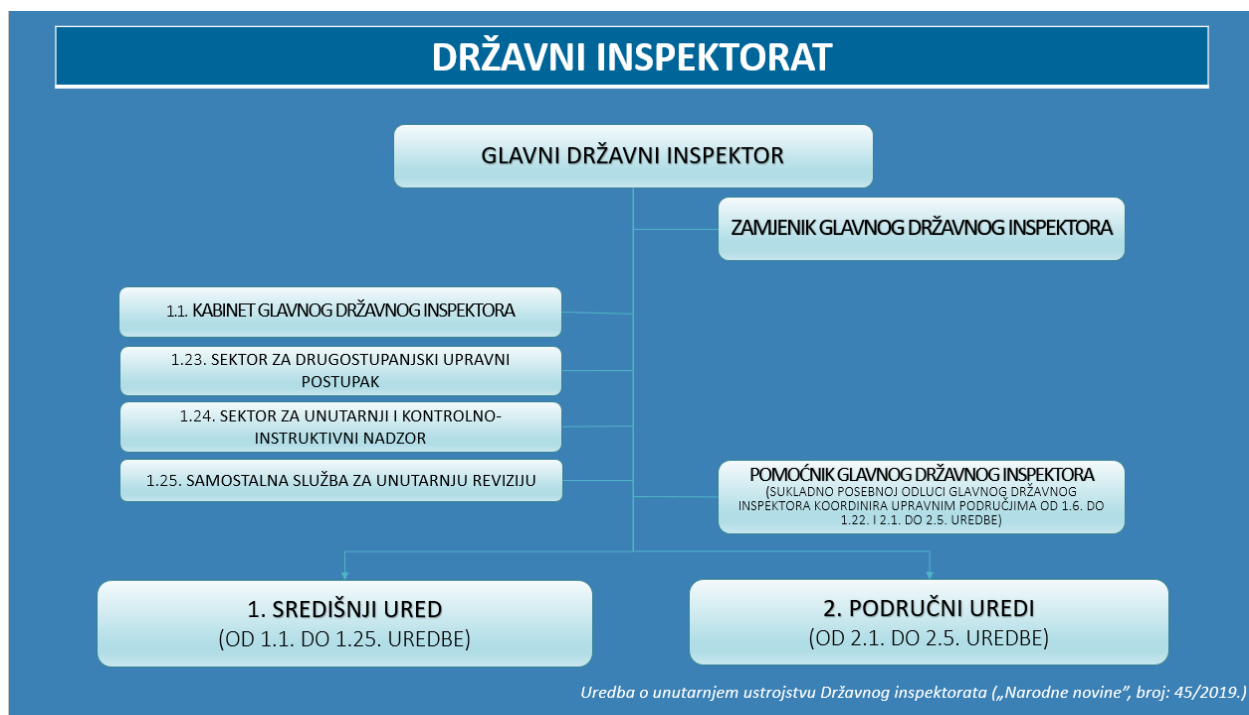 DRŽAVNI INSPEKTORAT
GLAVNI DRŽAVNI INSPEKTOR
ZAMJENIK GLAVNOG DRŽAVNOG INSPEKTORA
1.1. KABINET GLAVNOG DRŽAVNOG INSPEKTORA
1.23. SEKTOR ZA DRUGOSTUPANJSKI UPRAVNI
POSTUPAK
1.24. SEKTOR ZA UNUTARNJI I KONTROLNO-
INSTRUKTIVNI NADZOR
1.25. SAMOSTALNA SLUŽBA ZA UNUTARNJU REVIZIJU
POMOĆNIK GLAVNOG DRŽAVNOG INSPEKTORA
(SUKLADNO POSEBNOJ ODLUCI GLAVNOG DRŽAVNOG
INSPEKTORA KOORDINIRA UPRAVNIM PODRUČJIMA OD 1.6. DO
1.22. I 2.1. DO 2.5. UREDBE)
1. SREDIŠNJI URED
(OD 1.1. DO 1.25. UREDBE)
2. PODRUČNI UREDI
(OD 2.1. DO 2.5. UREDBE)
Uredba o unutarnjem ustrojstvu Državnog inspektorata („Narodne novine”, broj: 45/2019.)